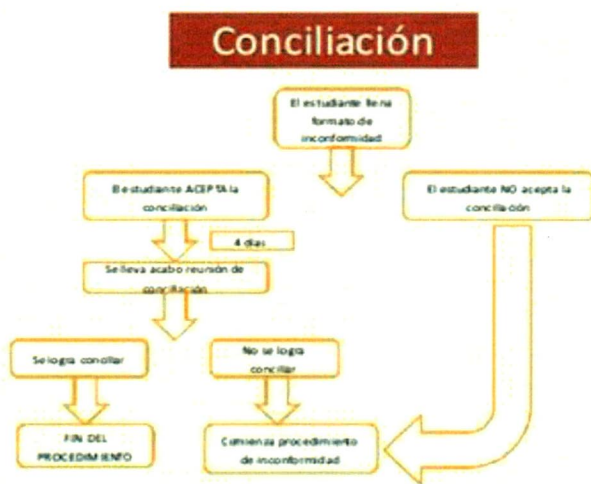 Conciliación
El estudiante llena
formato de
inconformidad
El estudiante ACEPTA la
conciliación
El estudiante NO acepta la
conciliación
4 días
Se lleva acabo reunión de
conciliación
Se logra conciliar
No se logra
conciliar
FIN DEL
PROCEDIMIENTO
Comienza procedimiento
de inconformidad